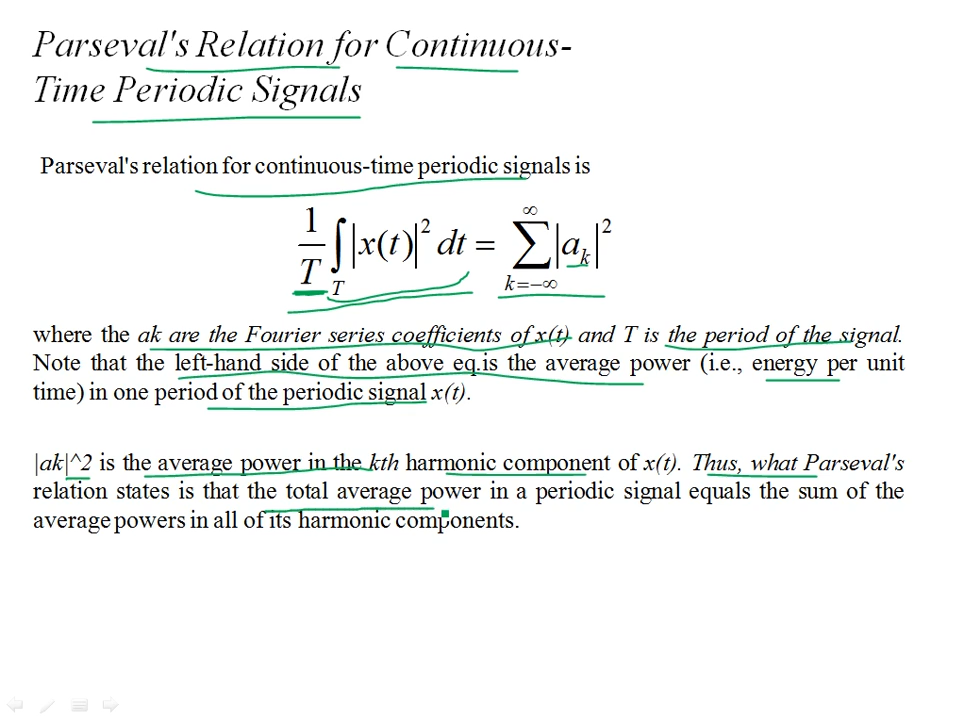 Parseval's Relation for Continuous-
Time Periodic Signals
Parseval's relation for continuous-time periodic signals is
1/T ∫_T |x(t)|² dt = ∑_{k=-∞}^{∞} |a_k|²
where the ak are the Fourier series coefficients of x(t) and T is the period of the signal.
Note that the left-hand side of the above eq.is the average power (i.e., energy per unit
time) in one period of the periodic signal x(t).
|ak|^2 is the average power in the kth harmonic component of x(t). Thus, what Parseval's
relation states is that the total average power in a periodic signal equals the sum of the
average powers in all of its harmonic components.